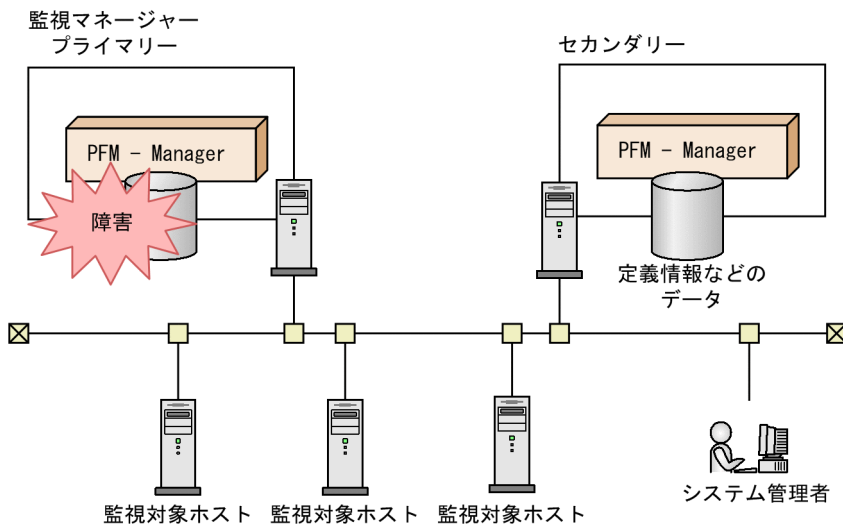 監視マネージャー
プライマリー
セカンダリー
PFM - Manager
PFM - Manager
障害
定義情報などの
データ
監視対象ホスト
監視対象ホスト
監視対象ホスト
システム管理者